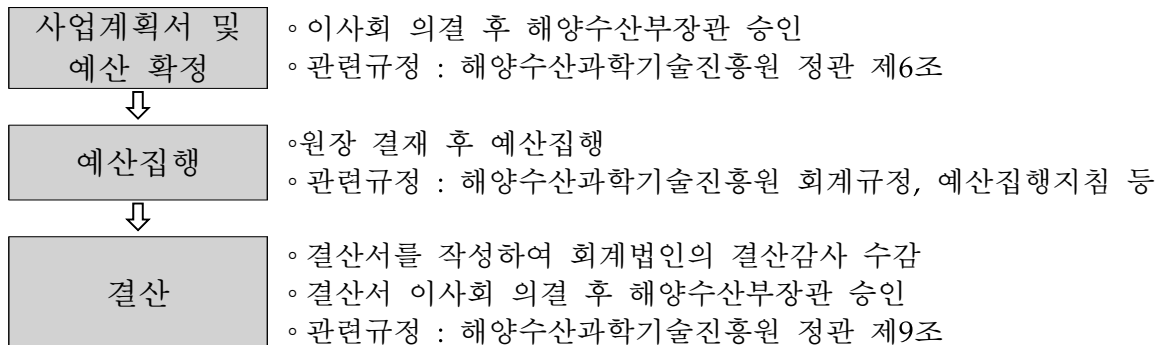 사업계획서 및
예산 확정
◦이사회 의결 후 해양수산부장관 승인
◦관련규정 : 해양수산과학기술진흥원 정관 제6조
예산집행
◦원장 결재 후 예산집행
◦관련규정 : 해양수산과학기술진흥원 회계규정, 예산집행지침 등
결산
◦결산서를 작성하여 회계법인의 결산감사 수감
◦결산서 이사회 의결 후 해양수산부장관 승인
◦관련규정 : 해양수산과학기술진흥원 정관 제9조